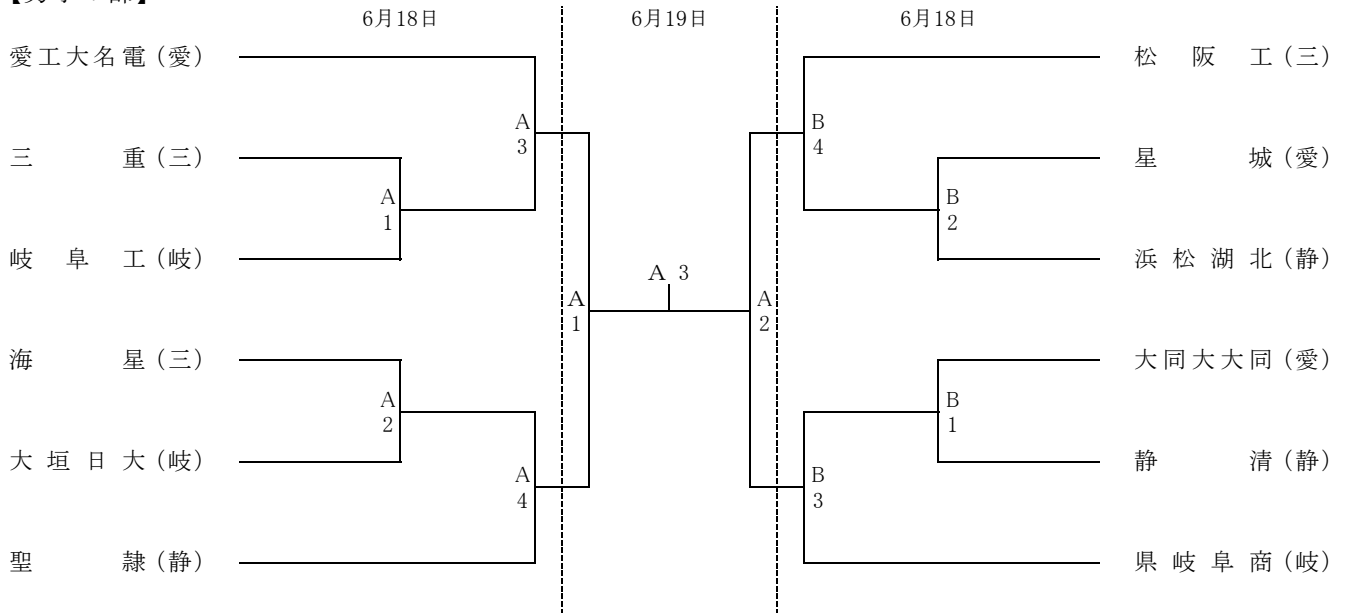 6月18日 6月19日 6月18日
愛工大名電(愛) 松阪工(三)
A
3
B
4
三重(三) 星城(愛)
A
1
B
2
岐阜工(岐) 浜松湖北(静)
A 3
A
1
A
2
海星(三) 大同大大同(愛)
A
2
B
1
大垣日大(岐) 静清(静)
A
4
B
3
聖隷(静) 県岐阜商(岐)